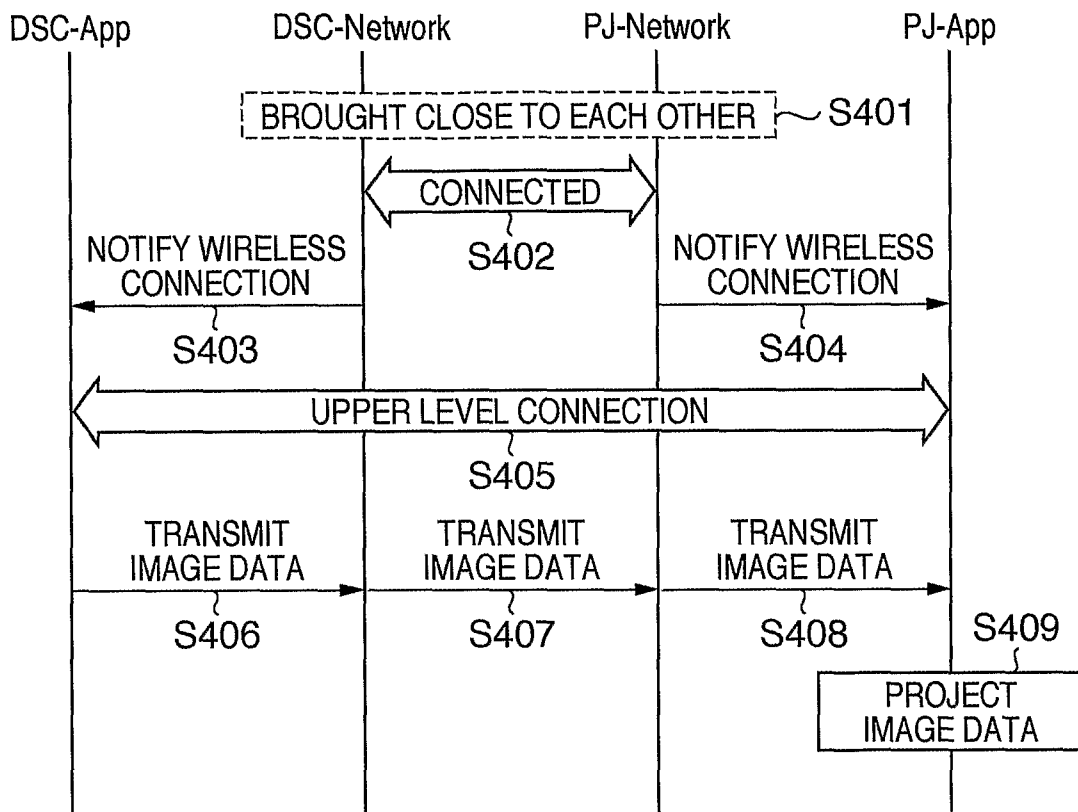 DSC-App DSC-Network PJ-Network PJ-App
BROUGHT CLOSE TO EACH OTHER S401
CONNECTED
S402
NOTIFY WIRELESS
CONNECTION
S403
NOTIFY WIRELESS
CONNECTION
S404
UPPER LEVEL CONNECTION
S405
TRANSMIT
IMAGE DATA
S406
TRANSMIT
IMAGE DATA
S407
TRANSMIT
IMAGE DATA
S408
S409
PROJECT
IMAGE DATA